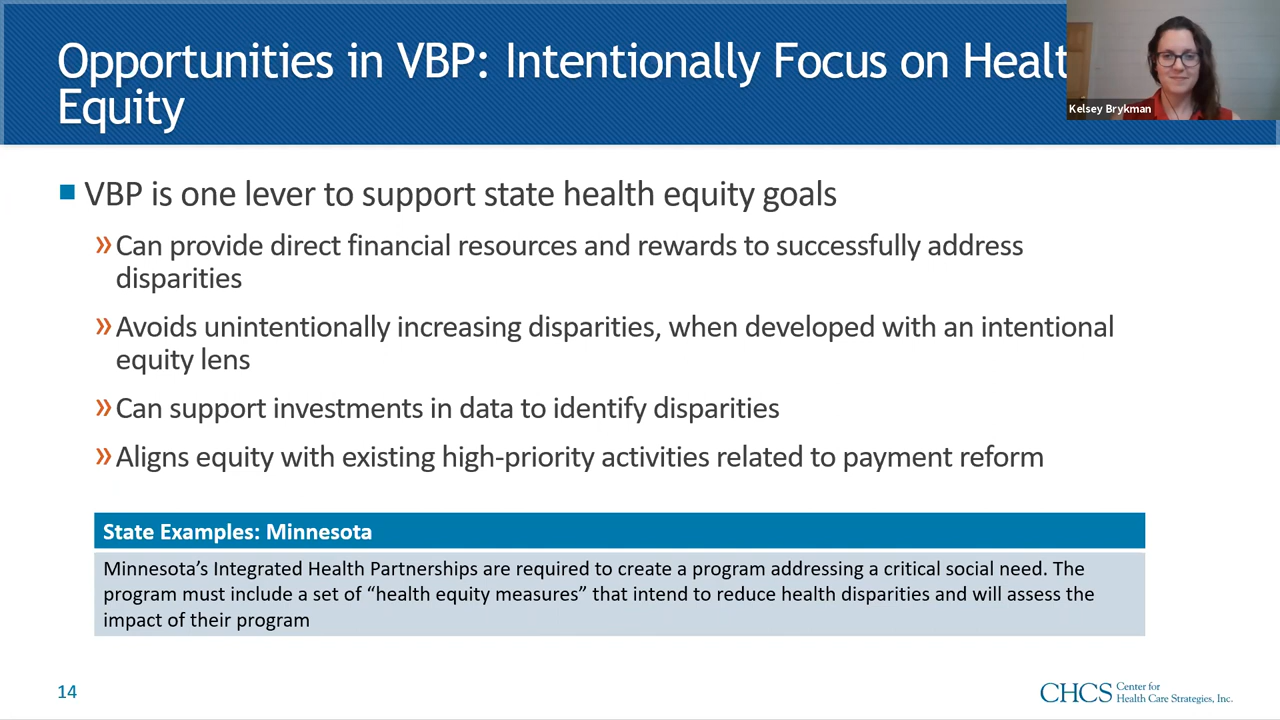 Opportunities in VBP: Intentionally Focus on Healt
Equity
Kelsey Brykman
■ VBP is one lever to support state health equity goals
» Can provide direct financial resources and rewards to successfully address
disparities
» Avoids unintentionally increasing disparities, when developed with an intentional
equity lens
» Can support investments in data to identify disparities
» Aligns equity with existing high-priority activities related to payment reform
State Examples: Minnesota
Minnesota’s Integrated Health Partnerships are required to create a program addressing a critical social need. The
program must include a set of “health equity measures” that intend to reduce health disparities and will assess the
impact of their program
14
CHCS Center for
Health Care Strategies, Inc.